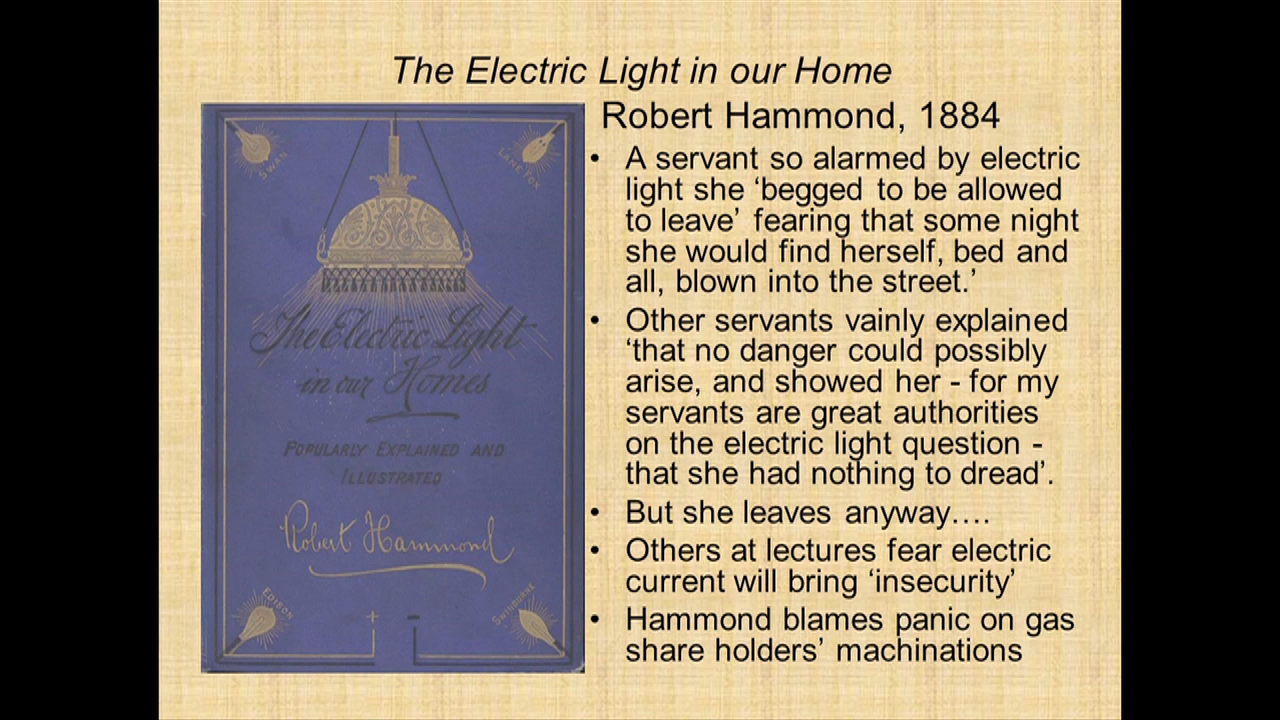 The Electric Light in our Home
Robert Hammond, 1884
• A servant so alarmed by electric
light she ‘begged to be allowed
to leave’ fearing that some night
she would find herself, bed and
all, blown into the street.’
• Other servants vainly explained
‘that no danger could possibly
arise, and showed her - for my
servants are great authorities
on the electric light question -
that she had nothing to dread’.
• But she leaves anyway….
• Others at lectures fear electric
current will bring ‘insecurity’
• Hammond blames panic on gas
share holders’ machinations
SWAN
LANE FOX
The Electric Light
in our Homes
POPULARLY EXPLAINED AND
ILLUSTRATED
Robert Hammond
EDISON
SWINBURNE
+ -